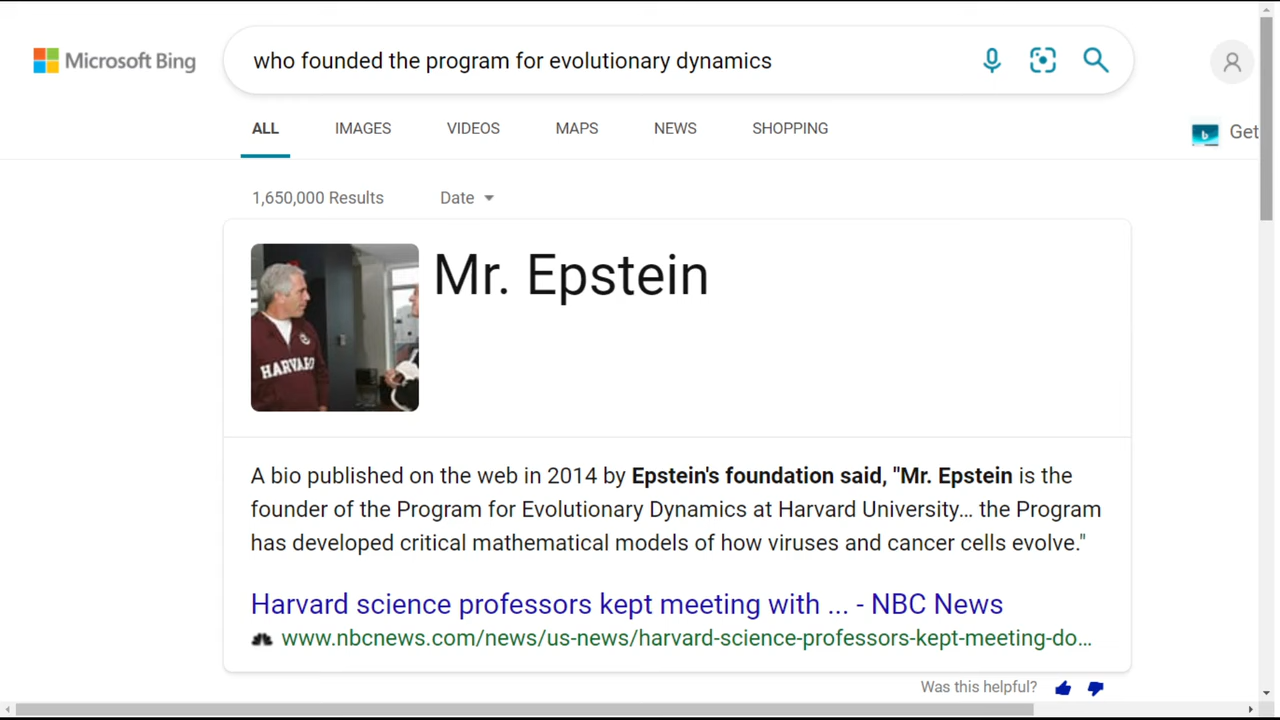 Microsoft Bing
who founded the program for evolutionary dynamics
ALL IMAGES VIDEOS MAPS NEWS SHOPPING
Get
1,650,000 Results Date
Mr. Epstein
HARVARD
A bio published on the web in 2014 by Epstein's foundation said, "Mr. Epstein is the
founder of the Program for Evolutionary Dynamics at Harvard University... the Program
has developed critical mathematical models of how viruses and cancer cells evolve."
Harvard science professors kept meeting with ... - NBC News
www.nbcnews.com/news/us-news/harvard-science-professors-kept-meeting-do...
Was this helpful?